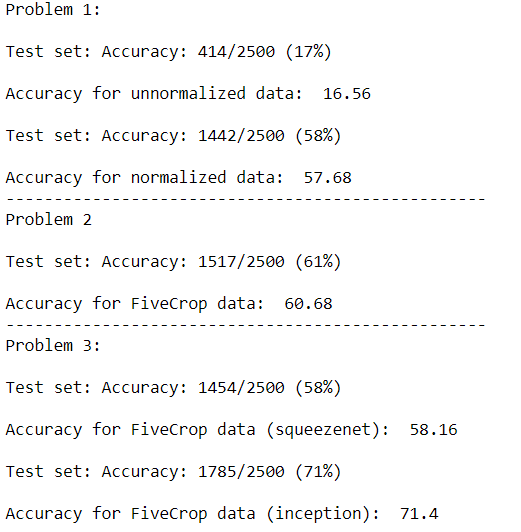 Problem 1:
Test set: Accuracy: 414/2500 (17%)
Accuracy for unnormalized data:  16.56
Test set: Accuracy: 1442/2500 (58%)
Accuracy for normalized data:  57.68
--------------------------------------------------
Problem 2
Test set: Accuracy: 1517/2500 (61%)
Accuracy for FiveCrop data:  60.68
--------------------------------------------------
Problem 3:
Test set: Accuracy: 1454/2500 (58%)
Accuracy for FiveCrop data (squeezenet):  58.16
Test set: Accuracy: 1785/2500 (71%)
Accuracy for FiveCrop data (inception):  71.4